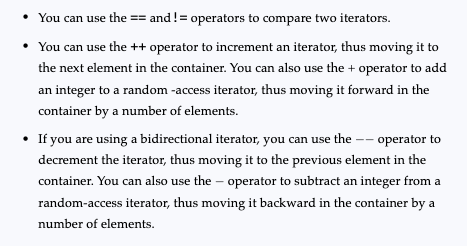 • You can use the == and != operators to compare two iterators.
• You can use the ++ operator to increment an iterator, thus moving it to
the next element in the container. You can also use the + operator to add
an integer to a random -access iterator, thus moving it forward in the
container by a number of elements.
• If you are using a bidirectional iterator, you can use the −− operator to
decrement the iterator, thus moving it to the previous element in the
container. You can also use the − operator to subtract an integer from a
random-access iterator, thus moving it backward in the container by a
number of elements.